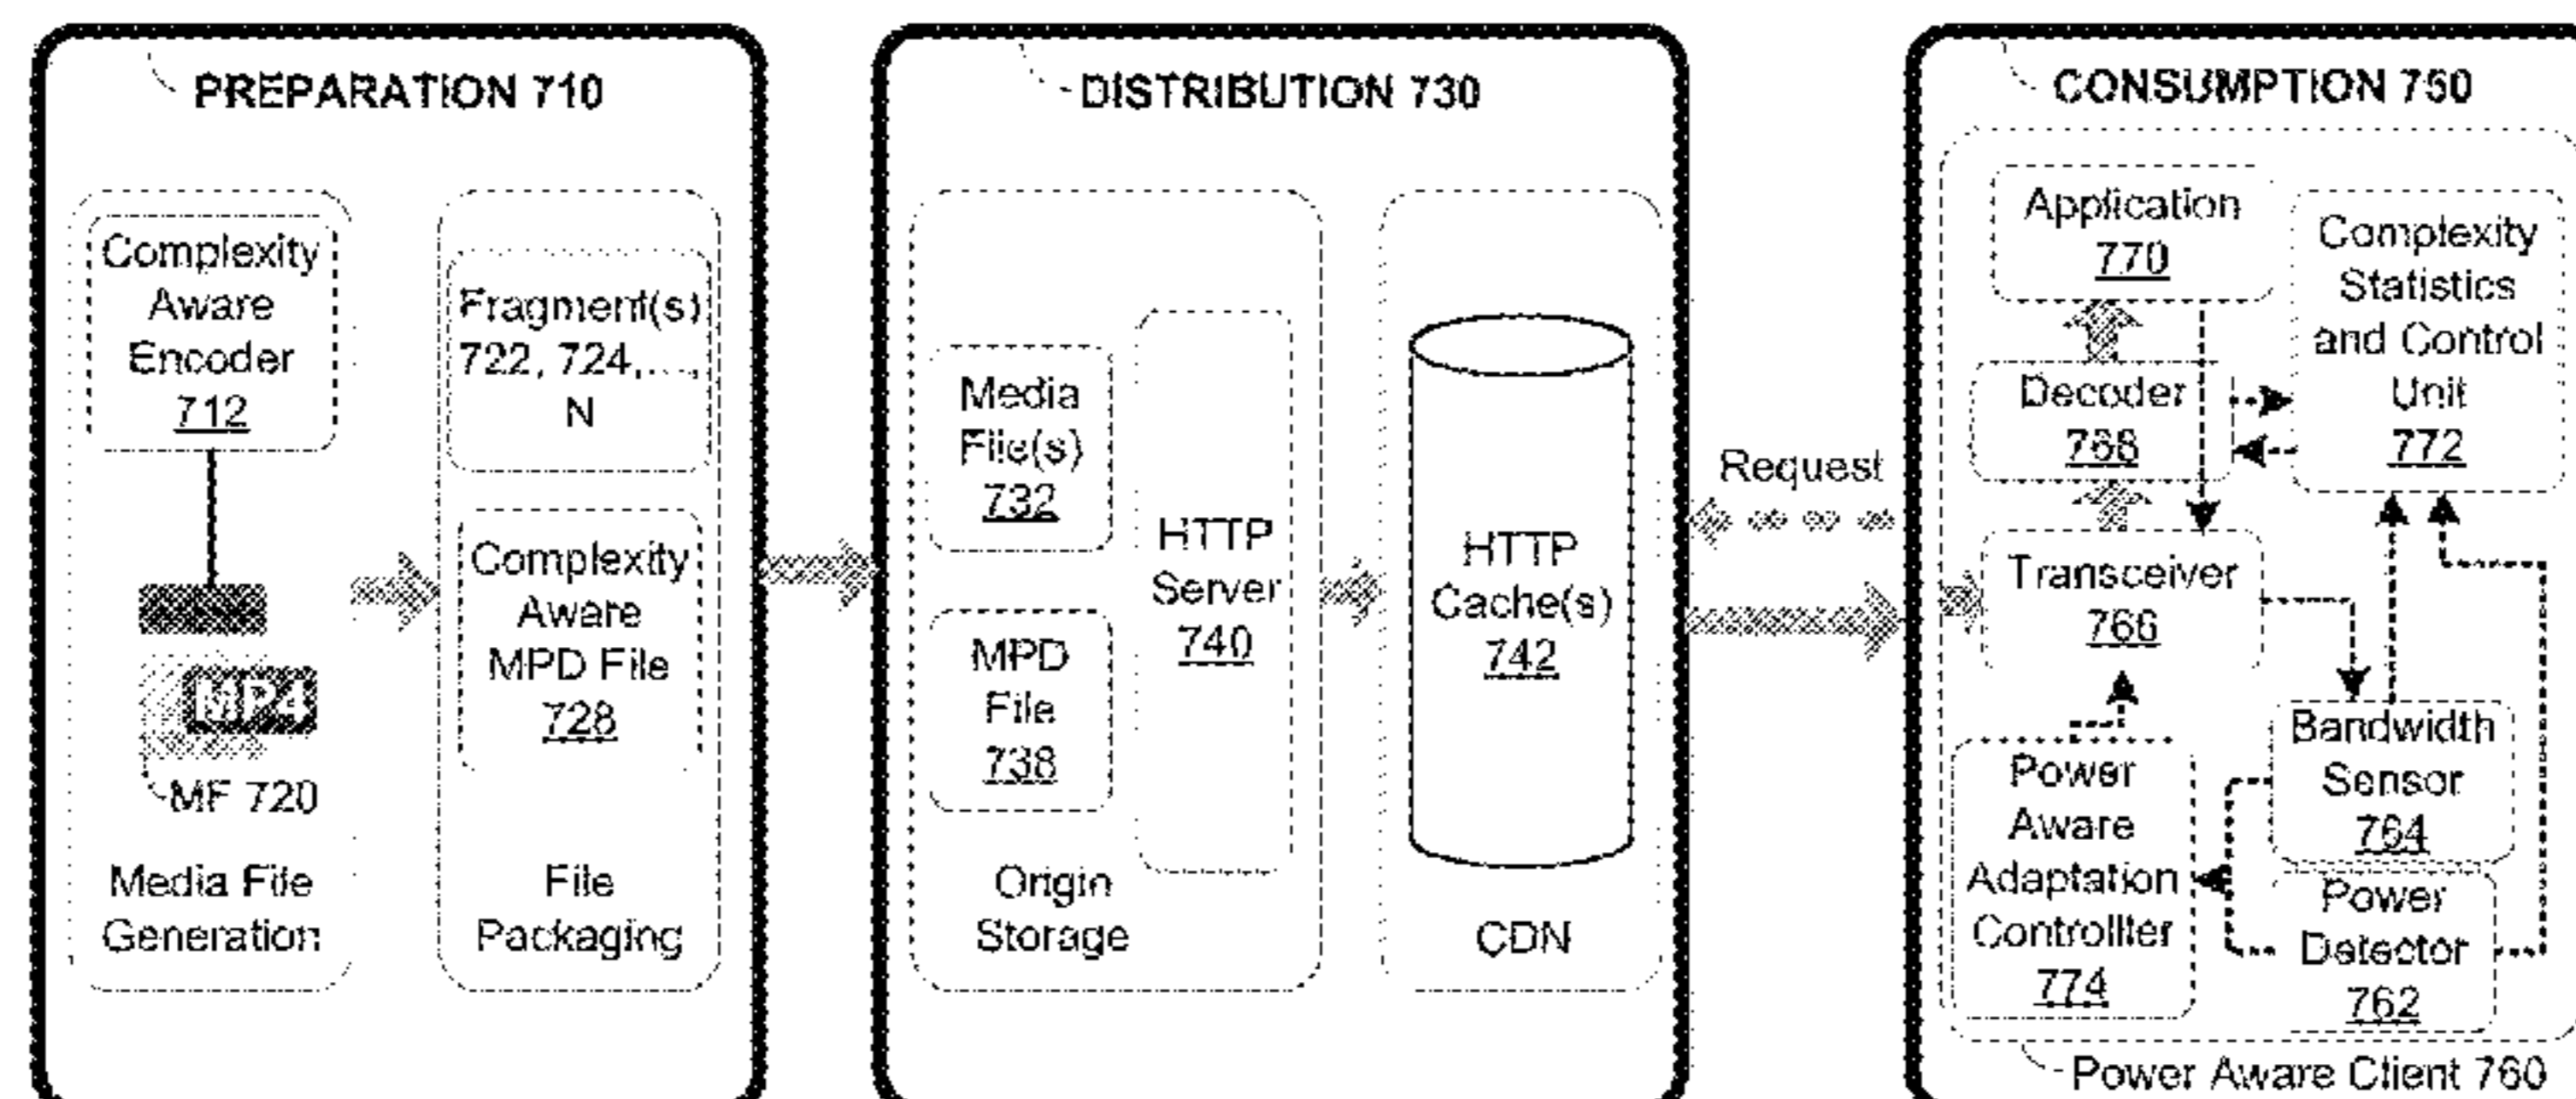 PREPARATION 710
Complexity
Aware
Encoder
712
MP4
MF 720
Media File
Generation
Fragment(s)
722, 724,...,
N
Complexity
Aware
MPD File
728
File
Packaging
DISTRIBUTION 730
Media
File(s)
732
MPD
File
738
HTTP
Server
740
Origin
Storage
HTTP
Cache(s)
742
CDN
Request
CONSUMPTION 750
Application
770
Complexity
Statistics
and Control
Unit
772
Decoder
768
Transceiver
766
Bandwidth
Sensor
764
Power
Aware
Adaptation
Controlller
774
Power
Detector
762
Power Aware Client 760